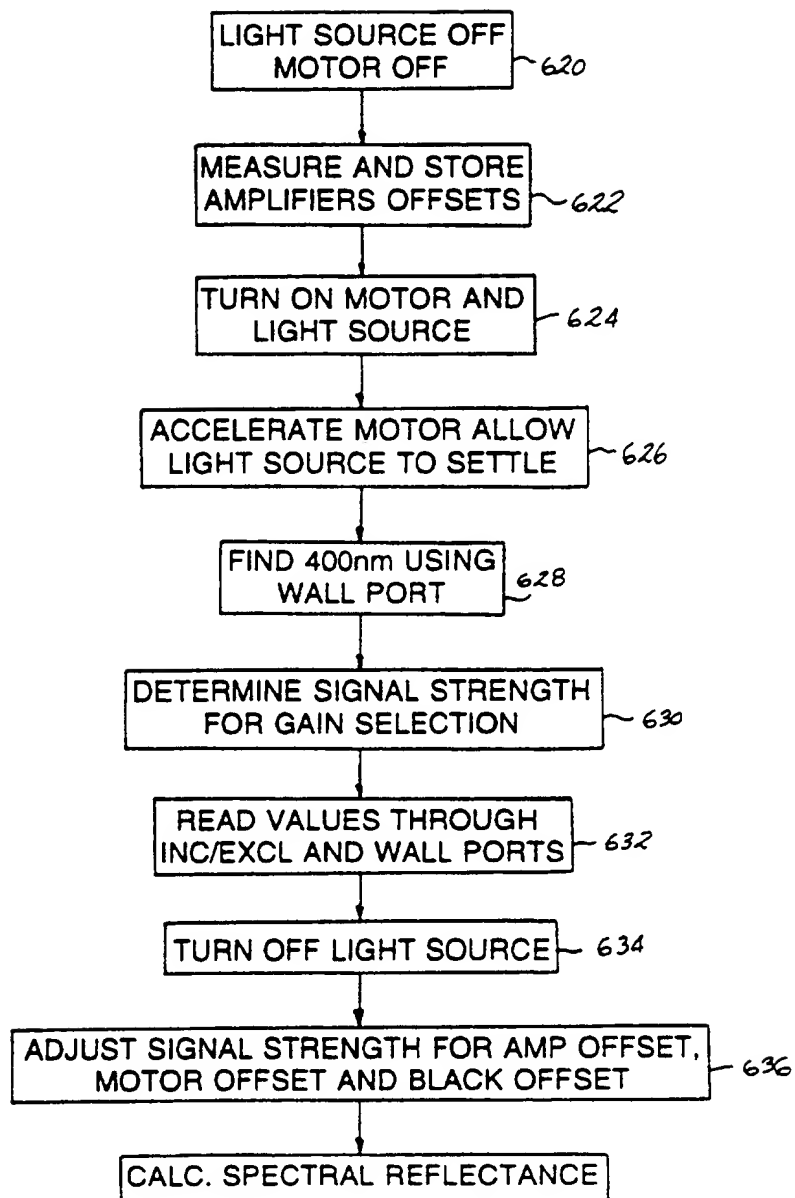 LIGHT SOURCE OFF
MOTOR OFF
620
MEASURE AND STORE
AMPLIFIERS OFFSETS
622
TURN ON MOTOR AND
LIGHT SOURCE
624
ACCELERATE MOTOR ALLOW
LIGHT SOURCE TO SETTLE
626
FIND 400nm USING
WALL PORT
628
DETERMINE SIGNAL STRENGTH
FOR GAIN SELECTION
630
READ VALUES THROUGH
INC/EXCL AND WALL PORTS
632
TURN OFF LIGHT SOURCE
634
ADJUST SIGNAL STRENGTH FOR AMP OFFSET,
MOTOR OFFSET AND BLACK OFFSET
636
CALC. SPECTRAL REFLECTANCE